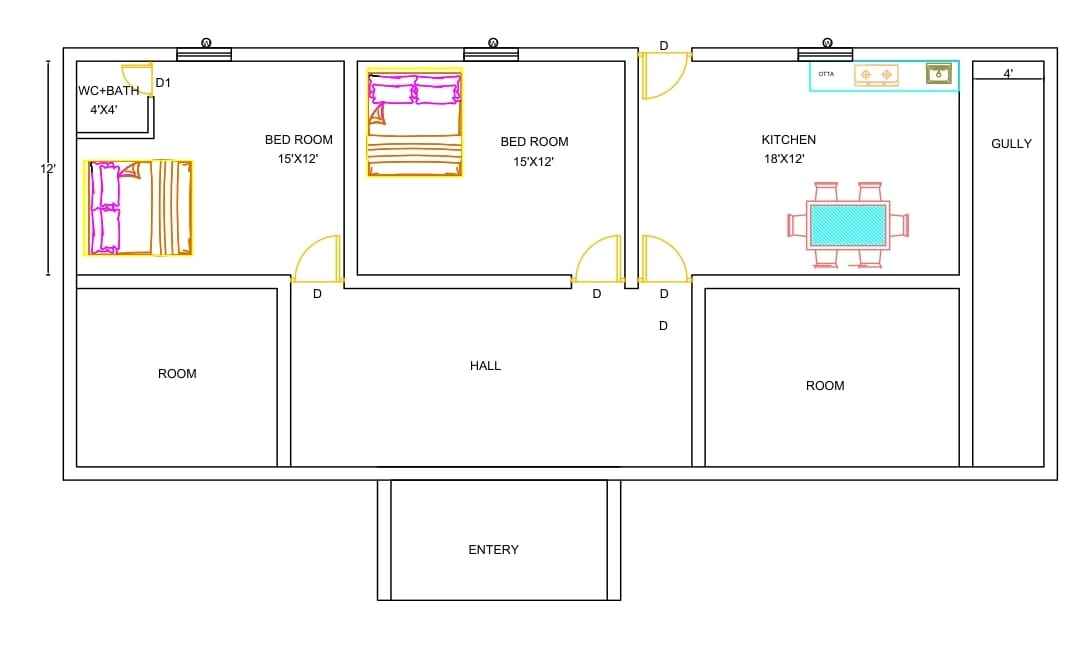 W
W
D
W
WC+BATH
4'X4'
D1
OTTA
4'
12'
BED ROOM
15'X12'
BED ROOM
15'X12'
KITCHEN
18'X12'
GULLY
D
D
D
D
ROOM
HALL
ROOM
ENTERY